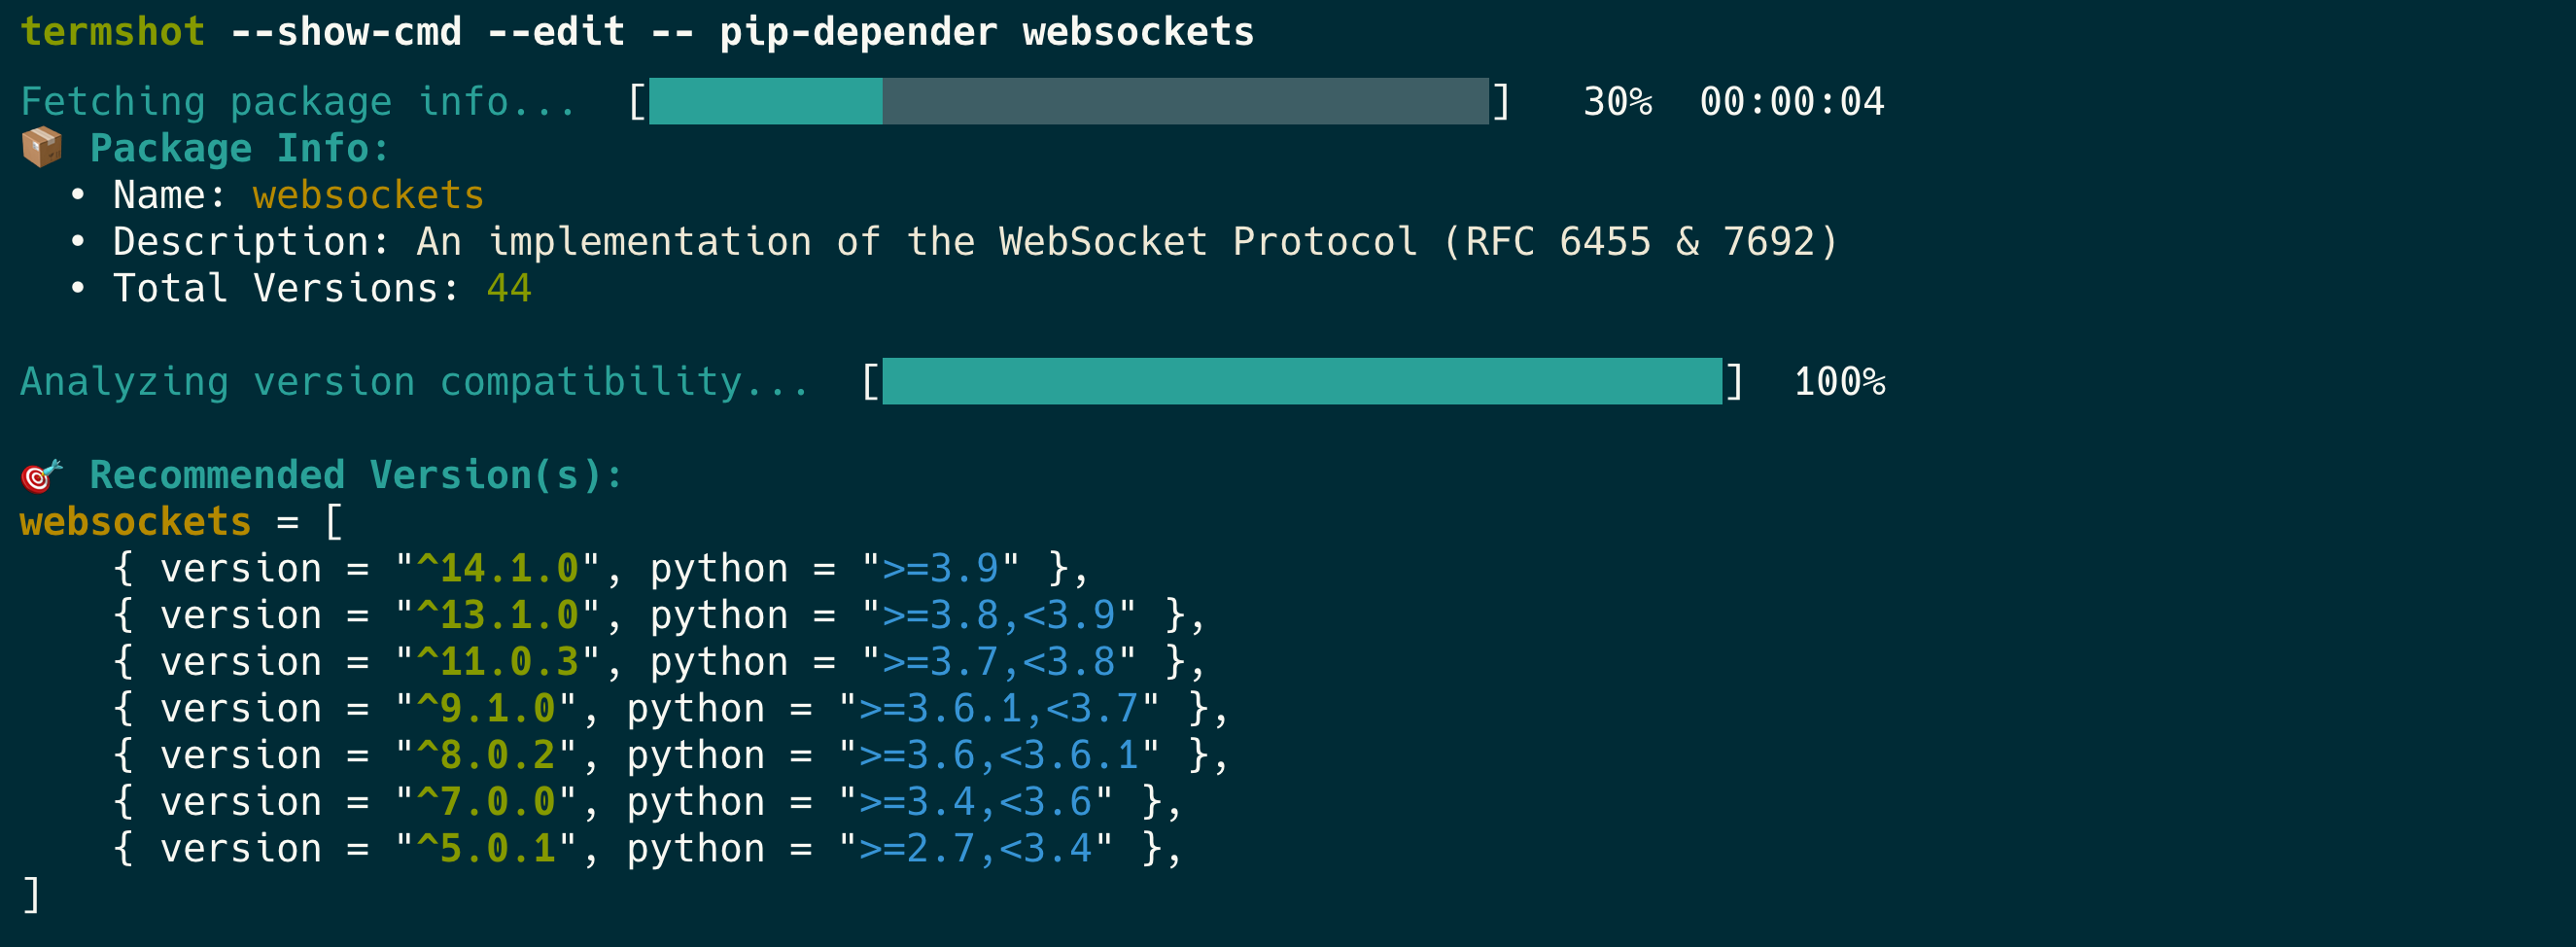 termshot --show-cmd --edit -- pip-depender websockets
Fetching package info... [ ] 30% 00:00:04
📦 Package Info:
• Name: websockets
• Description: An implementation of the WebSocket Protocol (RFC 6455 & 7692)
• Total Versions: 44
Analyzing version compatibility... [ ] 100%
🎯 Recommended Version(s):
websockets = [
    { version = "^14.1.0", python = ">=3.9" },
    { version = "^13.1.0", python = ">=3.8,<3.9" },
    { version = "^11.0.3", python = ">=3.7,<3.8" },
    { version = "^9.1.0", python = ">=3.6.1,<3.7" },
    { version = "^8.0.2", python = ">=3.6,<3.6.1" },
    { version = "^7.0.0", python = ">=3.4,<3.6" },
    { version = "^5.0.1", python = ">=2.7,<3.4" },
]